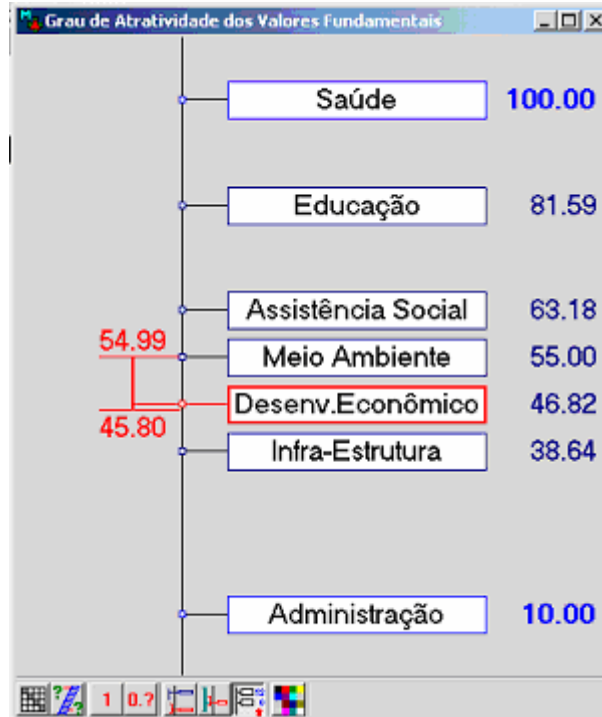 Grau de Atratividade dos Valores Fundamentais
Saúde 100.00
Educação 81.59
Assistência Social 63.18
54.99
Meio Ambiente 55.00
Desenv.Econômico 46.82
45.80
Infra-Estrutura 38.64
Administração 10.00
1 0.?